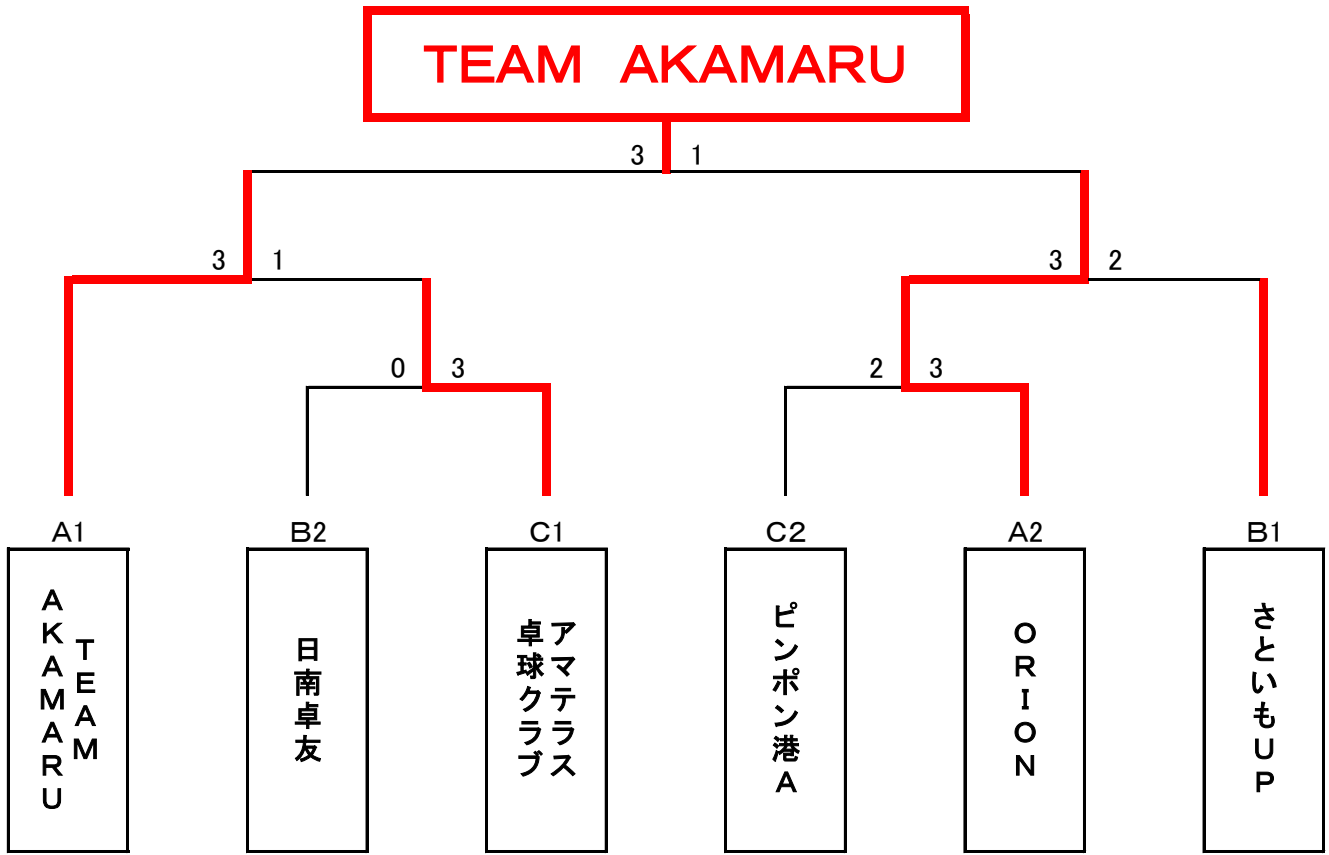 TEAM AKAMARU
3 1
3 1
3 2
0 3
2 3
A1
B2
C1
C2
A2
B1
TEAM
AKAMARU
日南卓友
アマテラス
卓球クラブ
ピンポン港A
ORION
さといもUP